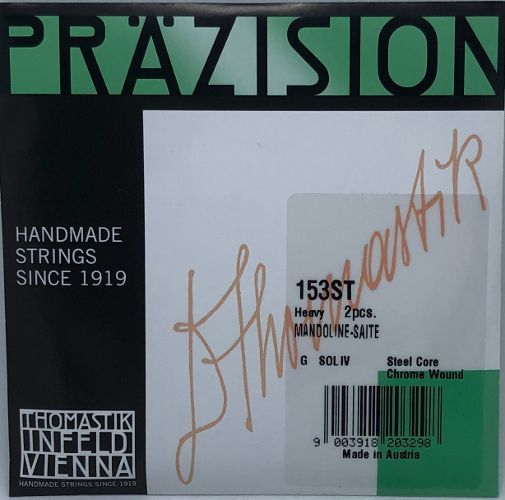 PRÄZISION
HANDMADE
STRINGS
SINCE 1919
Thomastik
153ST
Heavy 2pcs.
MANDOLINE-SAITE
G SOL IV Steel Core
Chrome Wound
9 003918 203298
Made in Austria
THOMASTIK
INFELD
VIENNA
HANDMADE STRINGS SINCE 1919